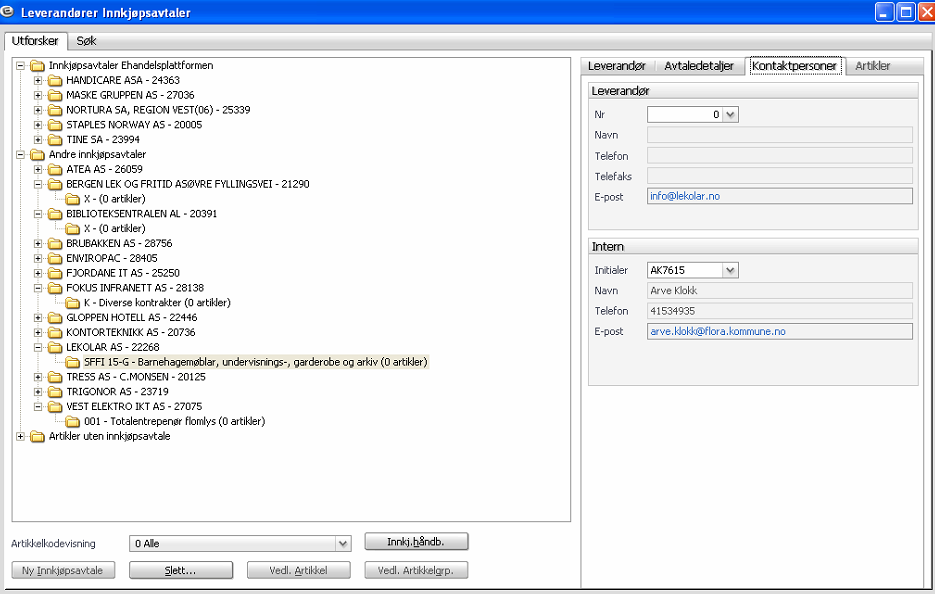 Leverandører Innkjøpsavtaler
Utforsker Søk
Innkjøpsavtaler Ehandelsplattformen
HANDICARE ASA - 24363
MASKE GRUPPEN AS - 27036
NORTURA SA, REGION VEST(06) - 25339
STAPLES NORWAY AS - 20005
TINE SA - 23994
Andre innkjøpsavtaler
ATEA AS - 26059
BERGEN LEK OG FRITID ASØVRE FYLLINGSVEI - 21290
X - (0 artikler)
BIBLIOTEKSENTRALEN AL - 20391
X - (0 artikler)
BRUBAKKEN AS - 28756
ENVIROPAC - 28405
FJORDANE IT AS - 25250
FOKUS INFRANETT AS - 28138
K - Diverse kontrakter (0 artikler)
GLOPPEN HOTELL AS - 22446
KONTORTEKNIKK AS - 20736
LEKOLAR AS - 22268
SFFI 15-G - Barnehagemøblar, undervisnings-, garderobe og arkiv (0 artikler)
TRESS AS - C.MONSEN - 20125
TRIGONOR AS - 23719
VEST ELEKTRO IKT AS - 27075
001 - Totalentrepenør flomlys (0 artikler)
Artikler uten innkjøpsavtale
Artikkelkodevisning 0 Alle Innkj.håndb.
Ny Innkjøpsavtale Slett... Vedl. Artikkel Vedl. Artikkelgrp.
Leverandør Avtaledetaljer Kontaktpersoner Artikler
Leverandør
Nr 0
Navn
Telefon
Telefaks
E-post info@lekolar.no
Intern
Initialer AK7615
Navn Arve Klokk
Telefon 41534935
E-post arve.klokk@flora.kommune.no